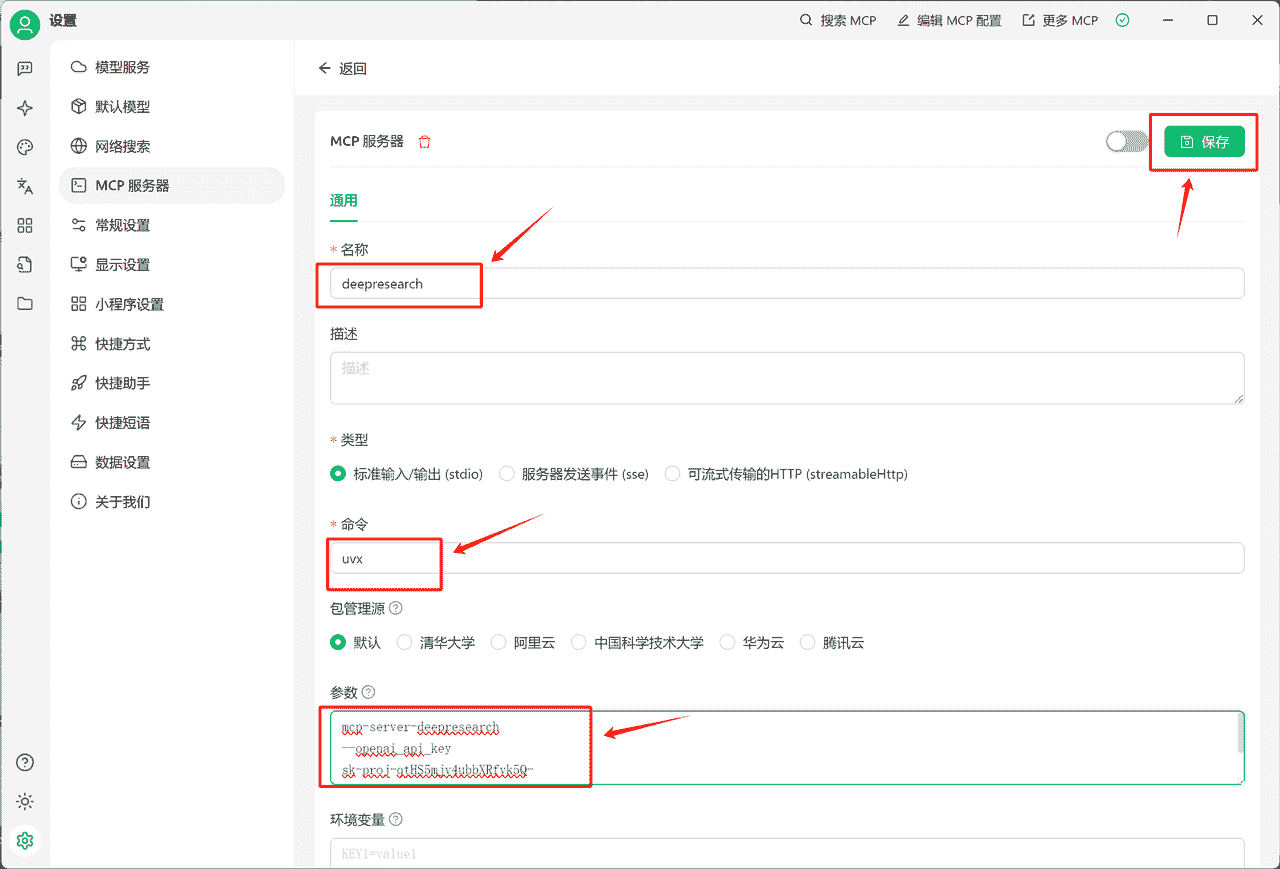 设置
搜索 MCP
编辑 MCP 配置
更多 MCP
模型服务
默认模型
网络搜索
MCP 服务器
常规设置
显示设置
小程序设置
快捷方式
快捷助手
快捷短语
数据设置
关于我们
返回
MCP 服务器
保存
通用
* 名称
deepresearch
描述
描述
* 类型
标准输入/输出 (stdio) 服务器发送事件 (sse) 可流式传输的HTTP (streamableHttp)
* 命令
uvx
包管理源
默认 清华大学 阿里云 中国科学技术大学 华为云 腾讯云
参数
mcp-server-deepresearch
--openai_api_key
环境变量
KEY1=value1